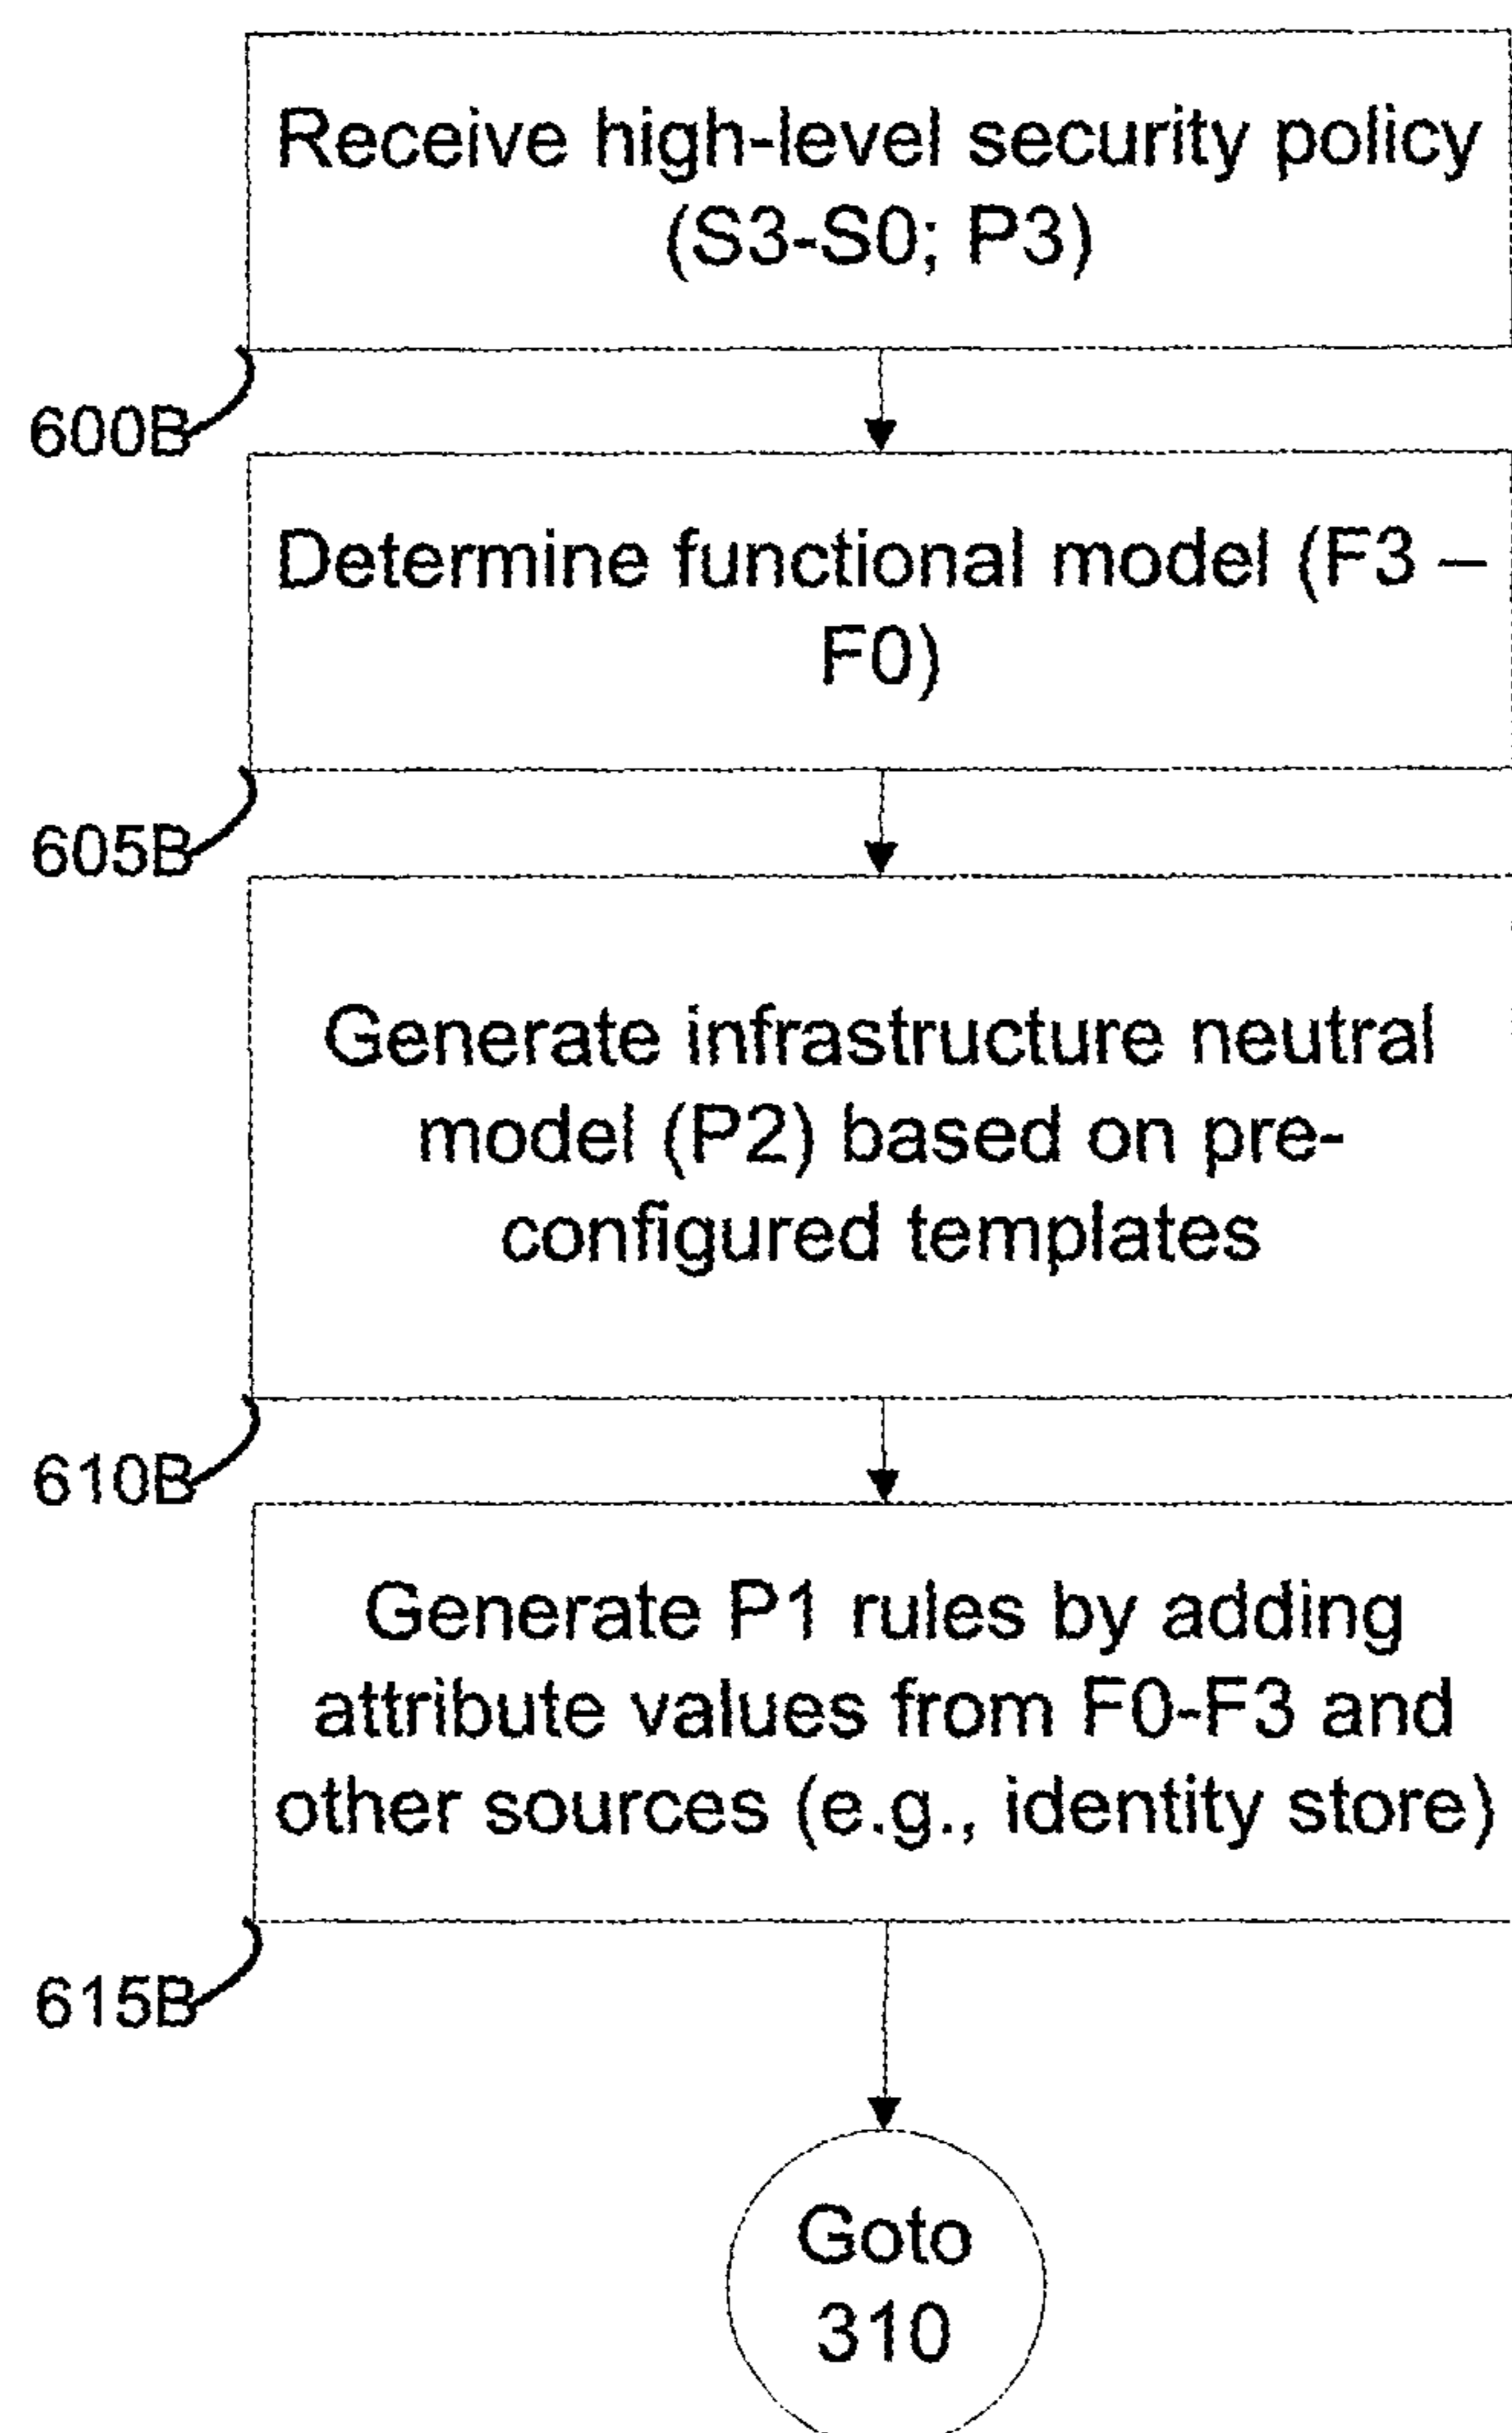 Receive high-level security policy
(S3-S0; P3)
600B
Determine functional model (F3 –
F0)
605B
Generate infrastructure neutral
model (P2) based on pre-
configured templates
610B
Generate P1 rules by adding
attribute values from F0-F3 and
other sources (e.g., identity store)
615B
Goto
310